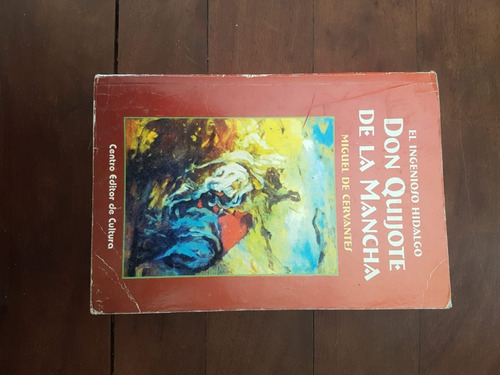 EL INGENIOSO HIDALGO
DON QUIJOTE
DE LA MANCHA
MIGUEL DE CERVANTES
Centro Editor de Cultura